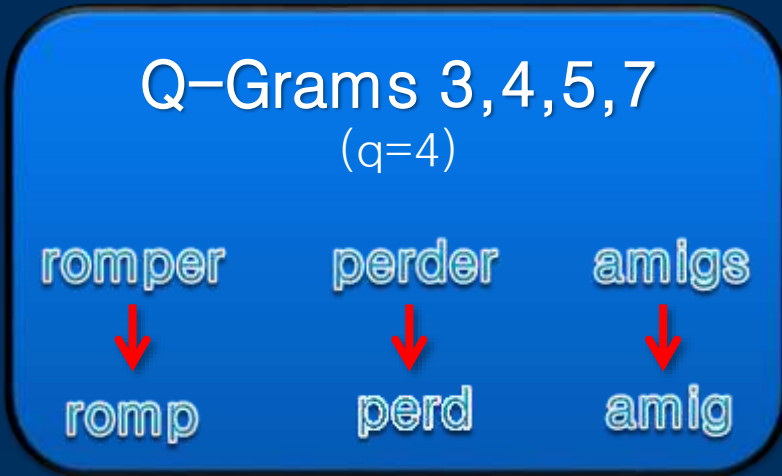 Q-Grams 3,4,5,7
(q=4)
romper perder amigs
romp perd amig